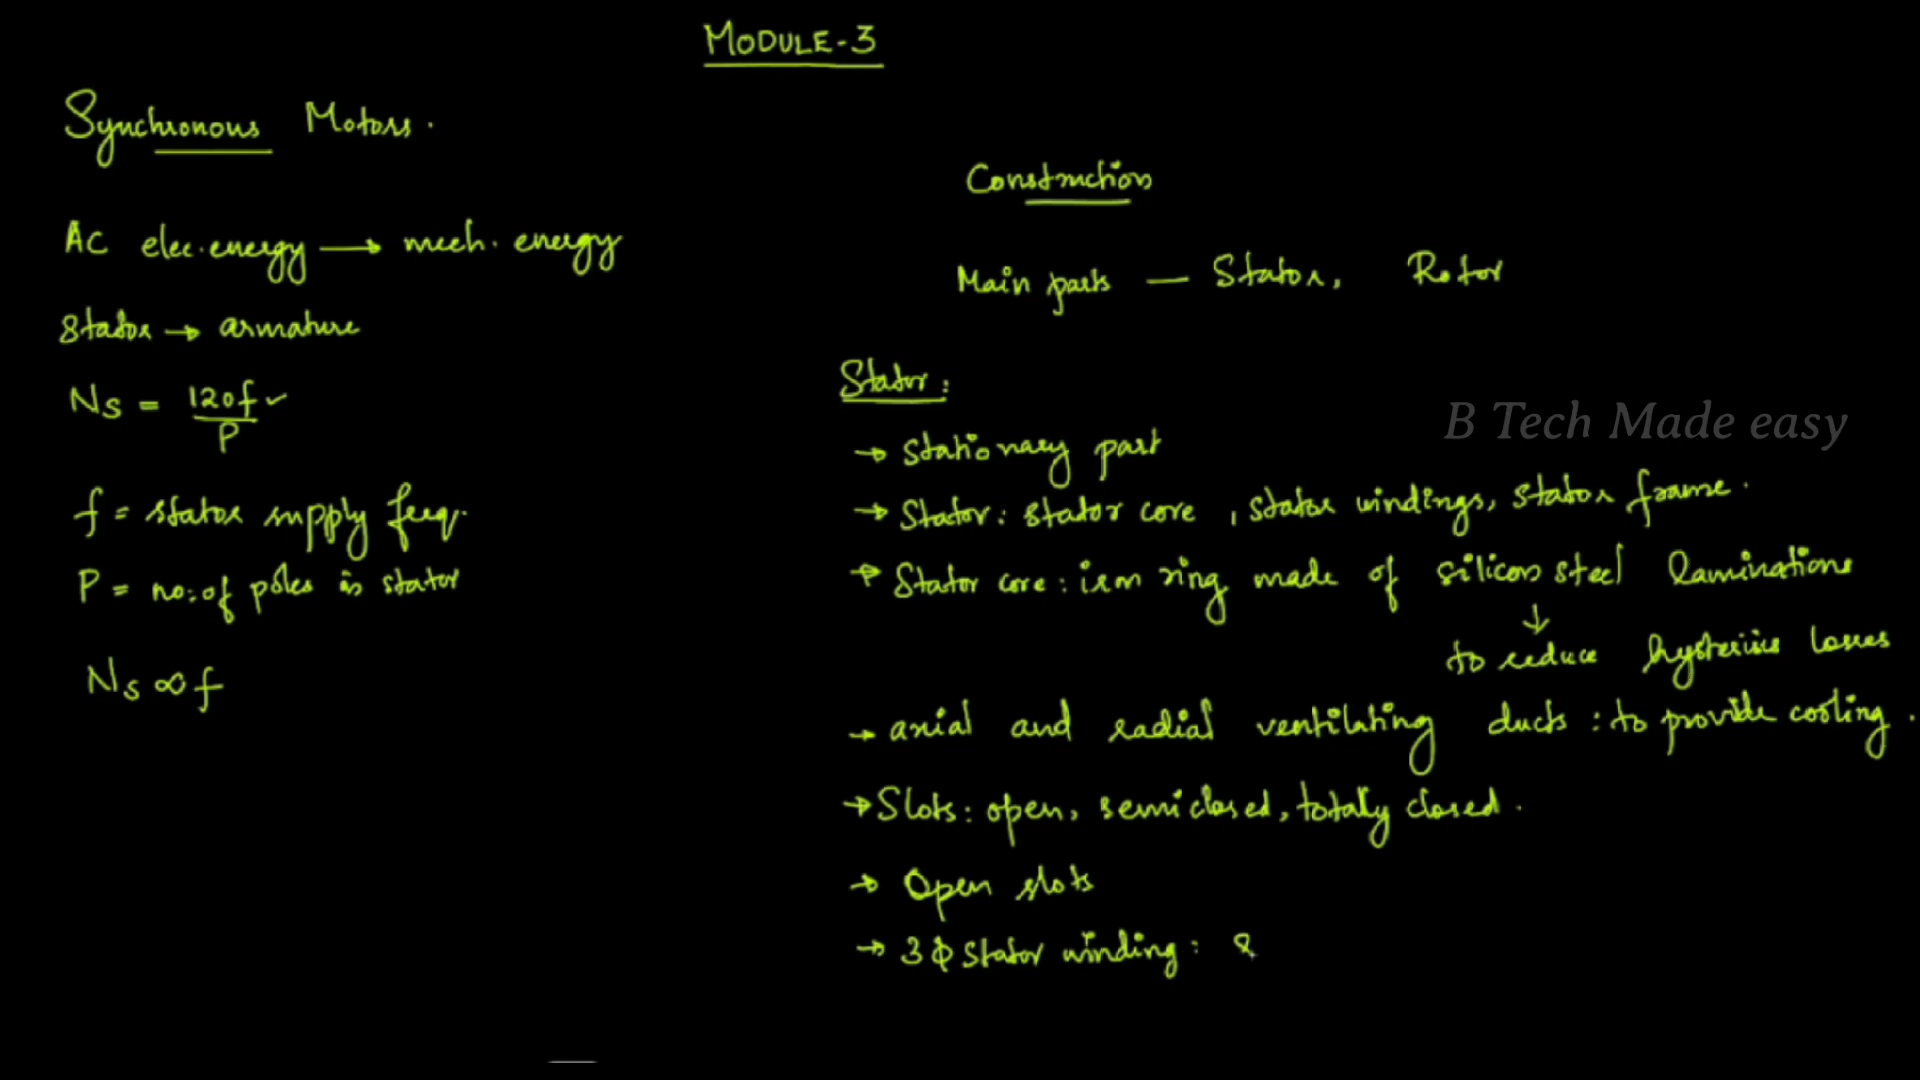 MODULE-3
Synchronous Motors.
AC elec. energy → mech. energy
Stator → armature
Ns = 120f / P
f = stator supply freq.
P = no: of poles in stator
Ns ∝ f
Construction
Main parts — Stator, Rotor
Stator:
→ Stationary part
→ Stator: stator core, stator windings, stator frame.
→ Stator core: iron ring made of silicon steel laminations
↓
to reduce hysterisis losses
→ axial and radial ventilating ducts: to provide cooling.
→ Slots: open, semiclosed, totally closed.
→ Open slots
→ 3φ stator winding:
B Tech Made easy